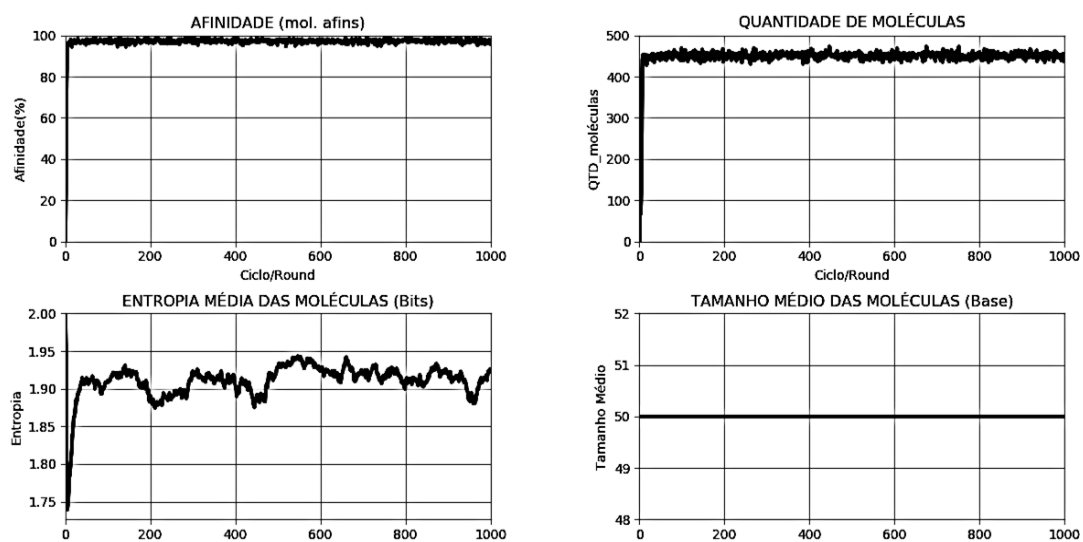 AFINIDADE (mol. afins)
Afinidade(%)
100
80
60
40
20
0
0 200 400 600 800 1000
Ciclo/Round
QUANTIDADE DE MOLÉCULAS
QTD_moléculas
500
400
300
200
100
0
0 200 400 600 800 1000
Ciclo/Round
ENTROPIA MÉDIA DAS MOLÉCULAS (Bits)
Entropia
2.00
1.95
1.90
1.85
1.80
1.75
0 200 400 600 800 1000
TAMANHO MÉDIO DAS MOLÉCULAS (Base)
Tamanho Médio
52
51
50
49
48
0 200 400 600 800 1000